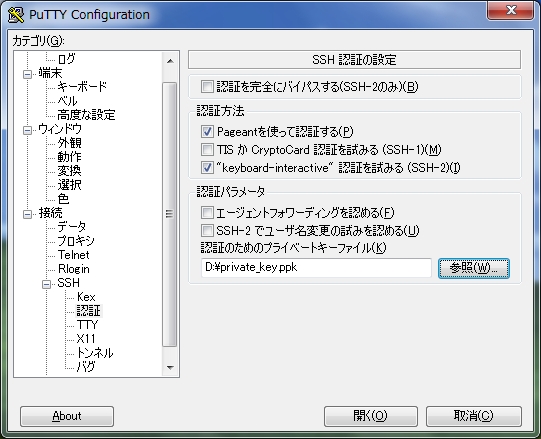 PuTTY Configuration
カテゴリ(G):
ログ
端末
キーボード
ベル
高度な設定
ウィンドウ
外観
動作
変換
選択
色
接続
データ
プロキシ
Telnet
Rlogin
SSH
Kex
認証
TTY
X11
トンネル
バグ
SSH 認証の設定
認証を完全にバイパスする(SSH-2のみ)(B)
認証方法
Pageantを使って認証する(P)
TIS か CryptoCard 認証を試みる (SSH-1)(M)
"keyboard-interactive" 認証を試みる (SSH-2)(I)
認証パラメータ
エージェントフォワーディングを認める(F)
SSH-2 でユーザ名変更の試みを認める(U)
認証のためのプライベートキーファイル(K)
D:¥private_key.ppk
参照(W)...
About
開く(O)
取消(C)